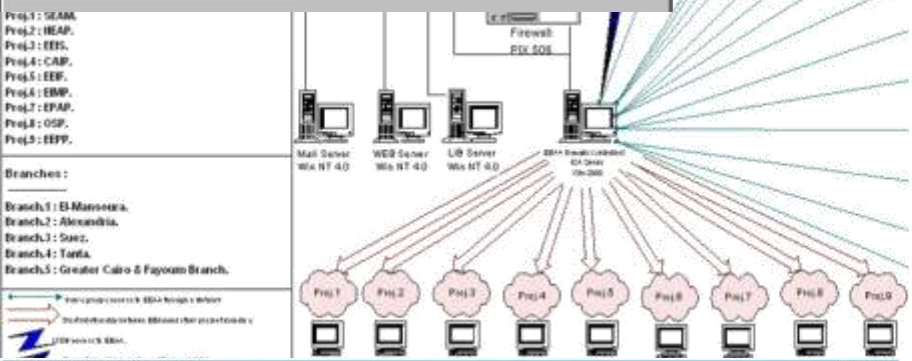 Proj.1 : SEAM.
Proj.2 : HEAP.
Proj.3 : EEIS.
Proj.4 : CAIP.
Proj.5 : EEIF.
Proj.6 : EIMP.
Proj.7 : EPAP.
Proj.8 : OSP.
Proj.9 : EEPP.
Branches :
Branch.1 : El-Mansoura.
Branch.2 : Alexandria.
Branch.3 : Suez.
Branch.4 : Tanta.
Branch.5 : Greater Cairo & Fayoum Branch.
Firewall:
PIX 506
Mail Server
Win NT 4.0
WEB Server
Win NT 4.0
LIB Server
Win NT 4.0
Proj.1
Proj.2
Proj.3
Proj.4
Proj.5
Proj.6
Proj.7
Proj.8
Proj.9